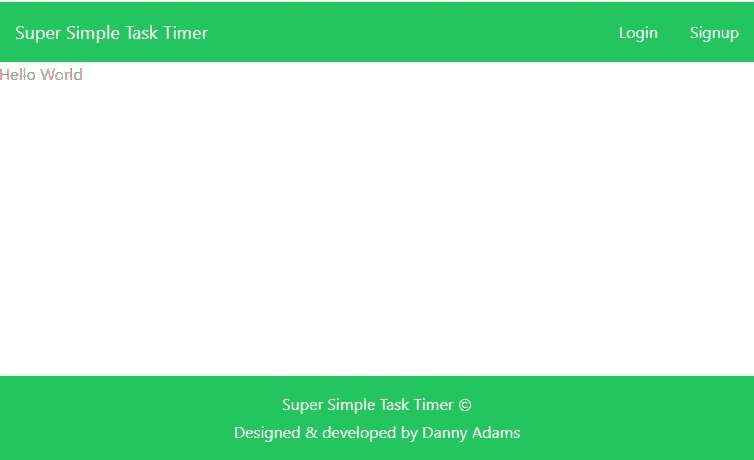 Super Simple Task Timer Login Signup
Hello World
Super Simple Task Timer ©
Designed & developed by Danny Adams